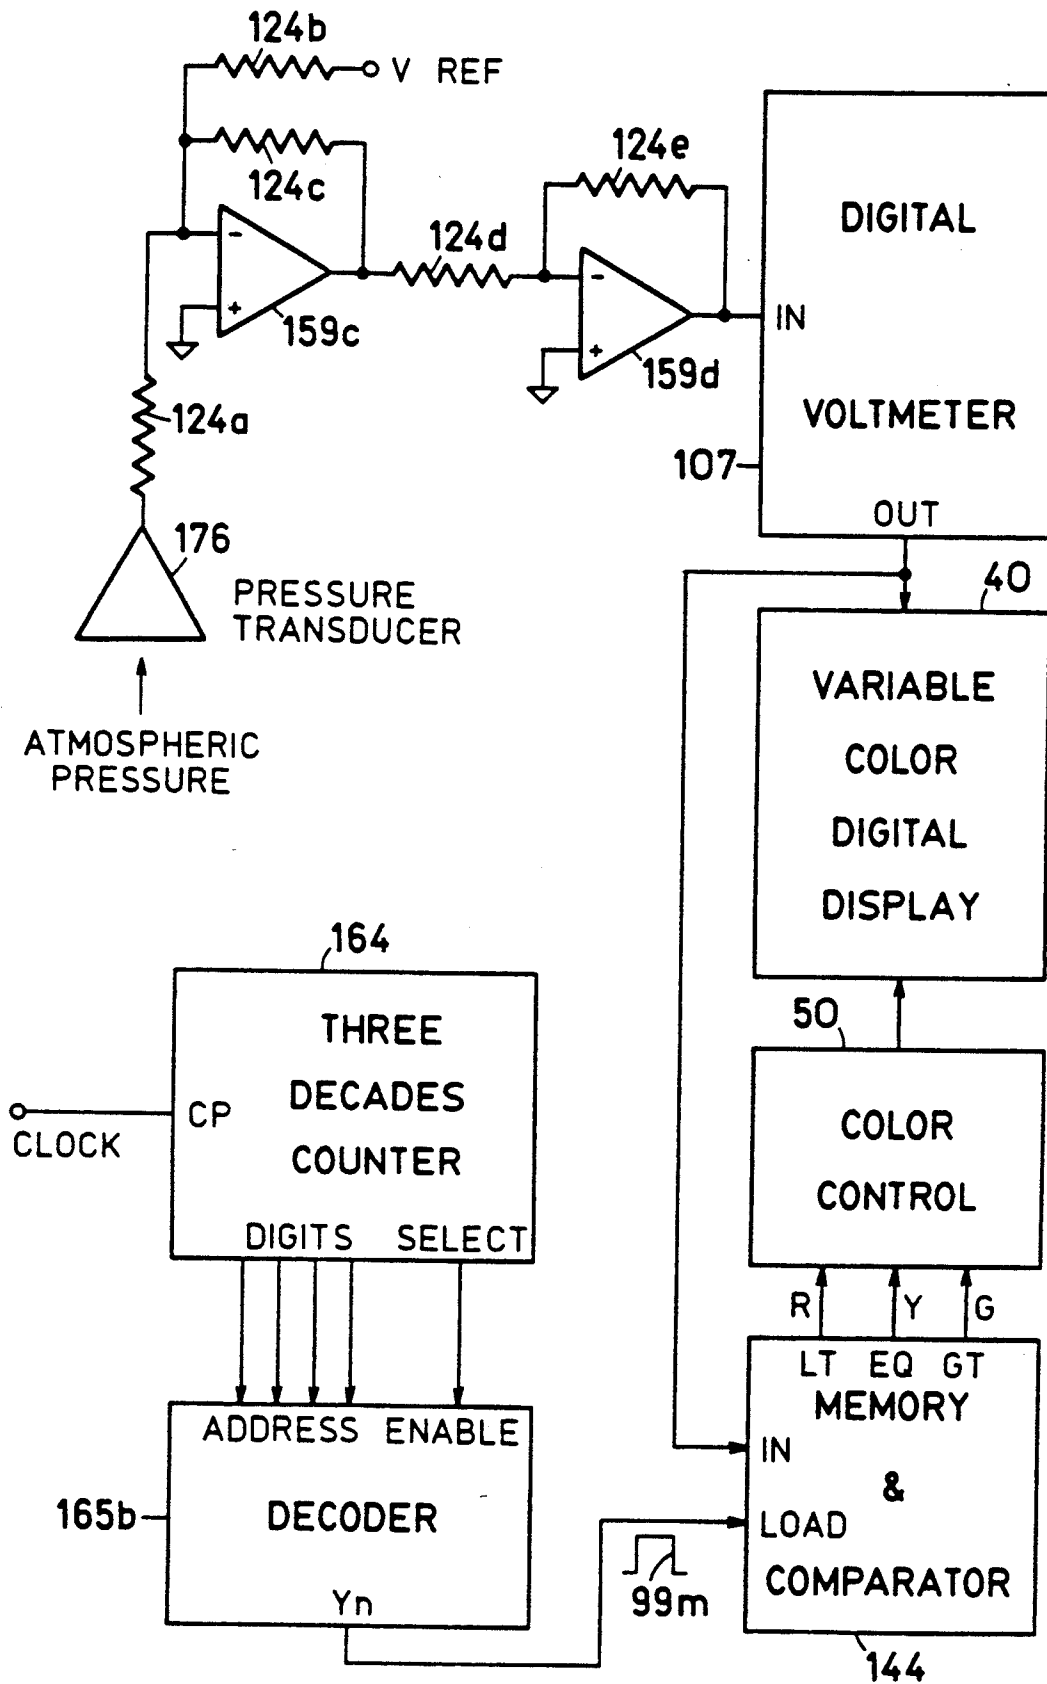 124b
V REF
124c
124e
124d
DIGITAL
-
+
159c
-
+
159d
IN
124a
VOLTMETER
107
OUT
176
40
PRESSURE
TRANSDUCER
VARIABLE
COLOR
DIGITAL
DISPLAY
ATMOSPHERIC
PRESSURE
164
50
THREE
DECADES
COUNTER
CP
CLOCK
COLOR
CONTROL
DIGITS SELECT
R Y G
LT EQ GT
MEMORY
&
COMPARATOR
ADDRESS ENABLE
IN
165b
DECODER
LOAD
Yn
99m
144